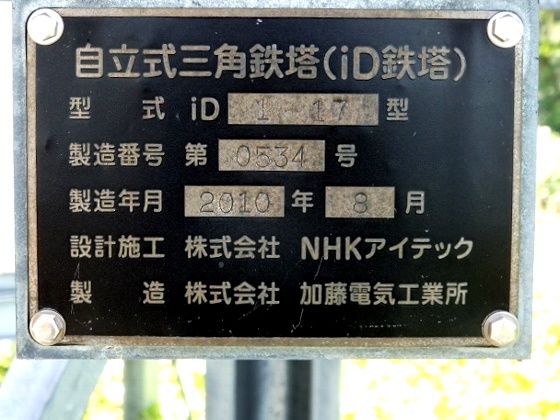 自立式三角鉄塔(iD鉄塔)
型 式 iD 1-17 型
製造番号 第 0534 号
製造年月 2010 年 8 月
設計施工 株式会社 NHKアイテック
製 造 株式会社 加藤電気工業所